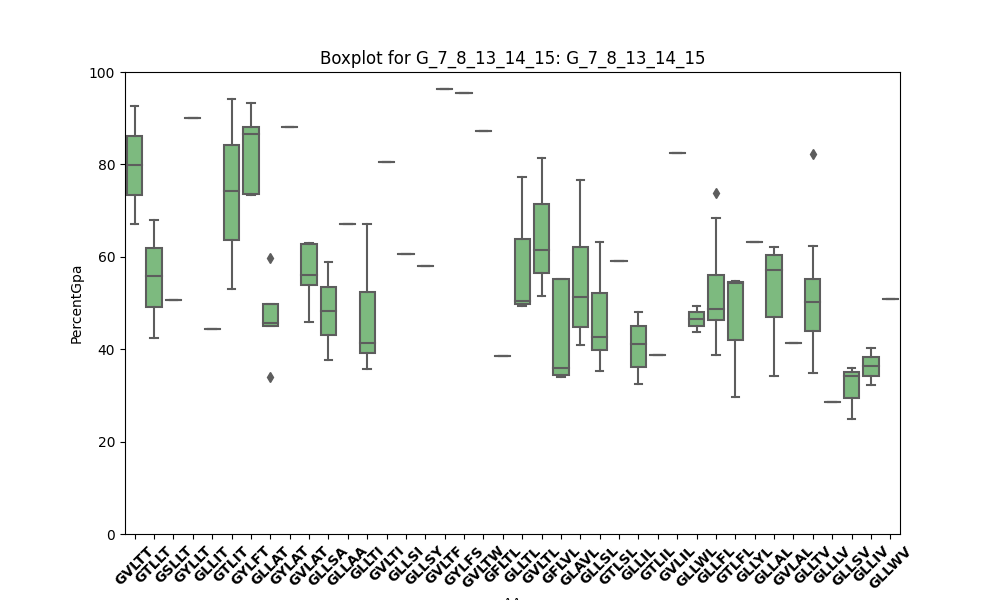 Boxplot for G_7_8_13_14_15: G_7_8_13_14_15
PercentGpa
100
80
60
40
20
0
GVLTT
GTLLT
GSLLT
GYLLT
GLLIT
GTLIT
GYLFT
GLLAT
GYLAT
GVLAT
GLLSA
GLLAA
GLLTI
GVLTI
GLLSI
GLLSY
GVLTF
GYLFS
GVLTW
GFLTL
GLLTL
GVLTL
GFLVL
GLAVL
GLLSL
GTLSL
GLLIL
GTLIL
GVLIL
GLLWL
GLLFL
GTLFL
GLLYL
GLLAL
GVLAL
GLLTV
GLLLV
GLLSV
GLLIV
GLLWV